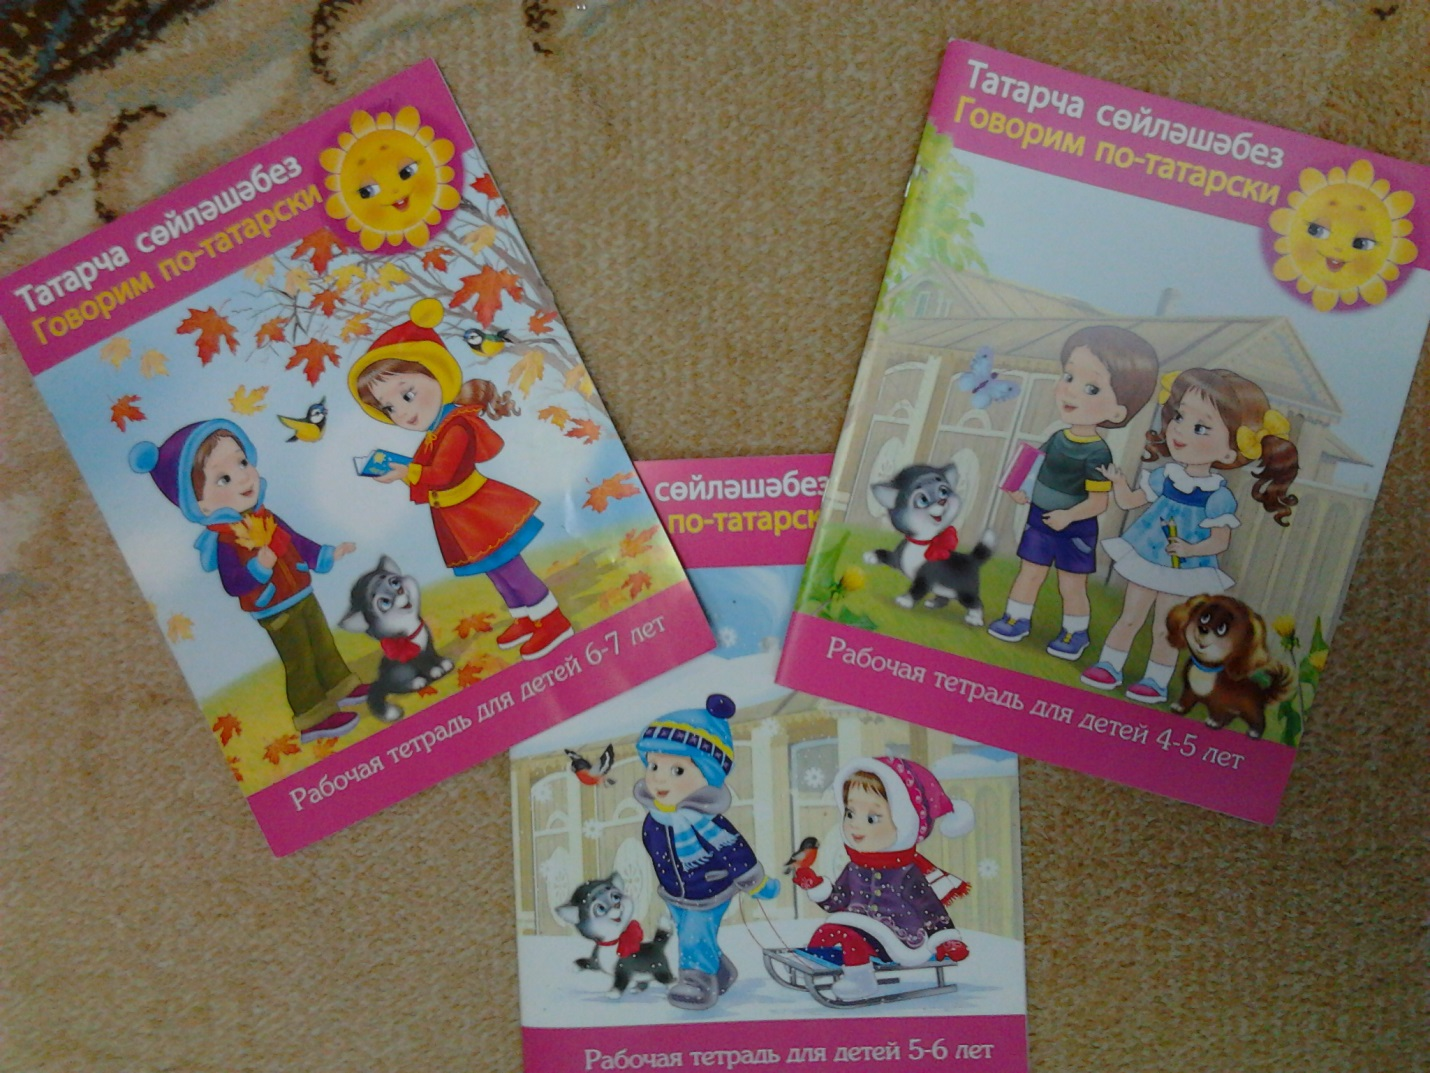 Татарча сөйләшәбез
Говорим по-татарски
Рабочая тетрадь для детей 6-7 лет
Татарча сөйләшәбез
Говорим по-татарски
Рабочая тетрадь для детей 4-5 лет
сөйләшәбез
по-татарск
Рабочая тетрадь для детей 5-6 лет